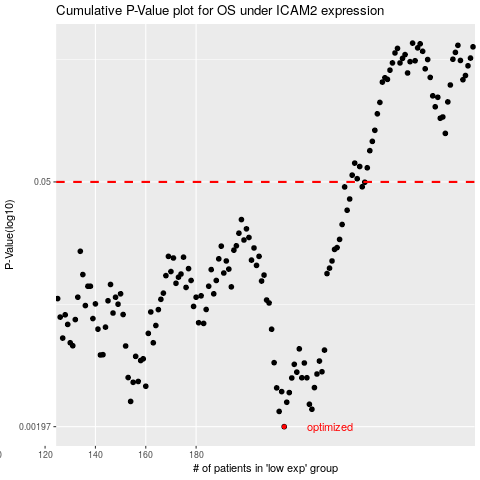 Cumulative P-Value plot for OS under ICAM2 expression
P-Value(log10)
0.05
0.00197
optimized
0
120
140
160
180
# of patients in 'low exp' group